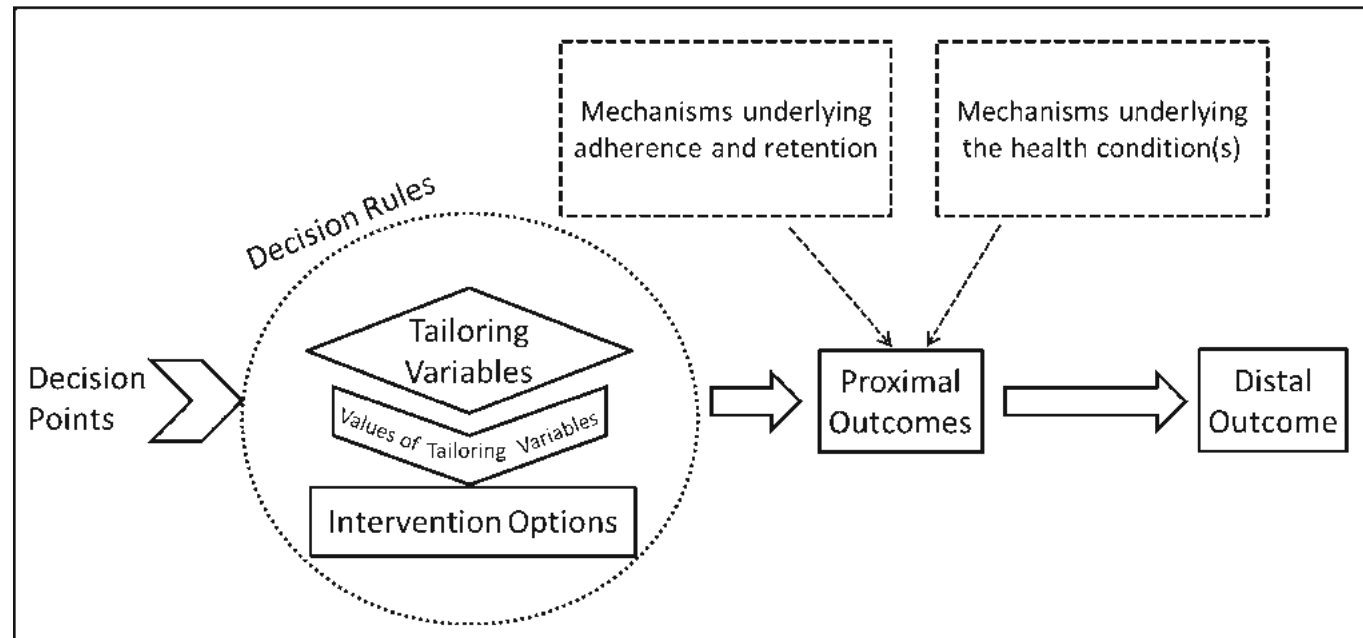 Mechanisms underlying
adherence and retention
Mechanisms underlying
the health condition(s)
Decision Rules
Tailoring
Variables
Values of Tailoring Variables
Intervention Options
Decision
Points
Proximal
Outcomes
Distal
Outcome